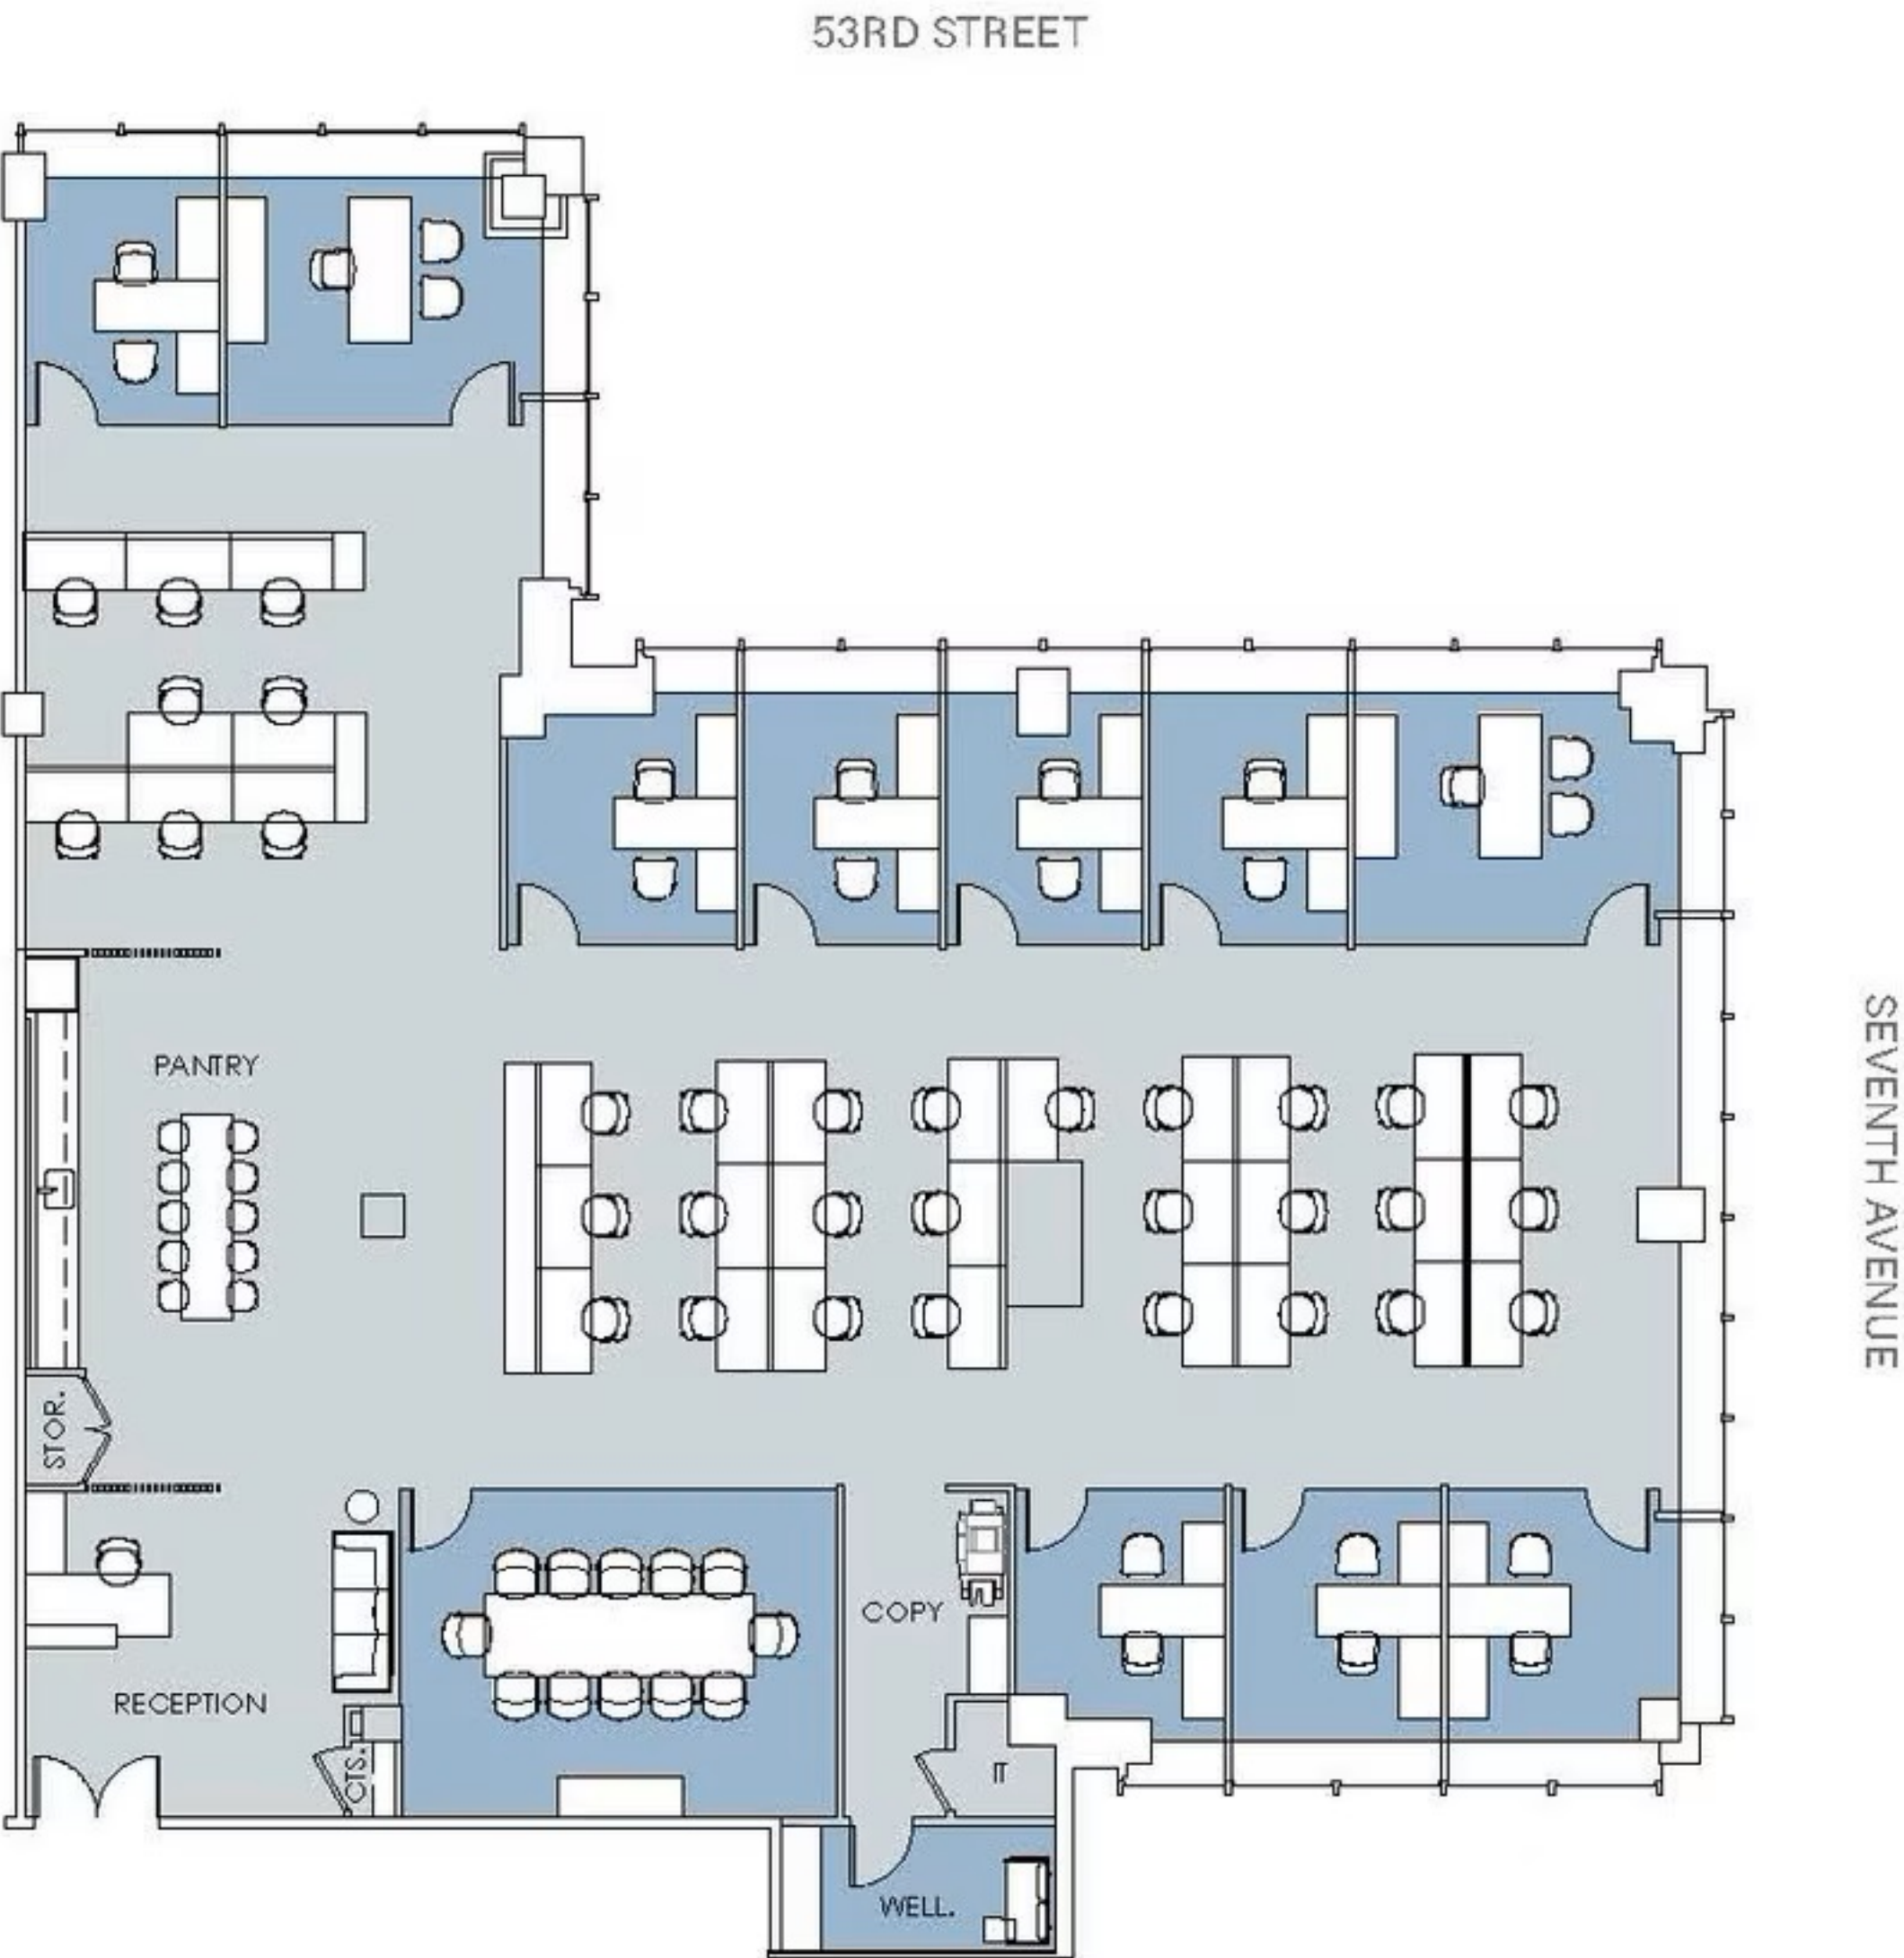 53RD STREET
SEVENTH AVENUE
PANTRY
STOR.
COPY
RECEPTION
CTS.
IT
WELL.